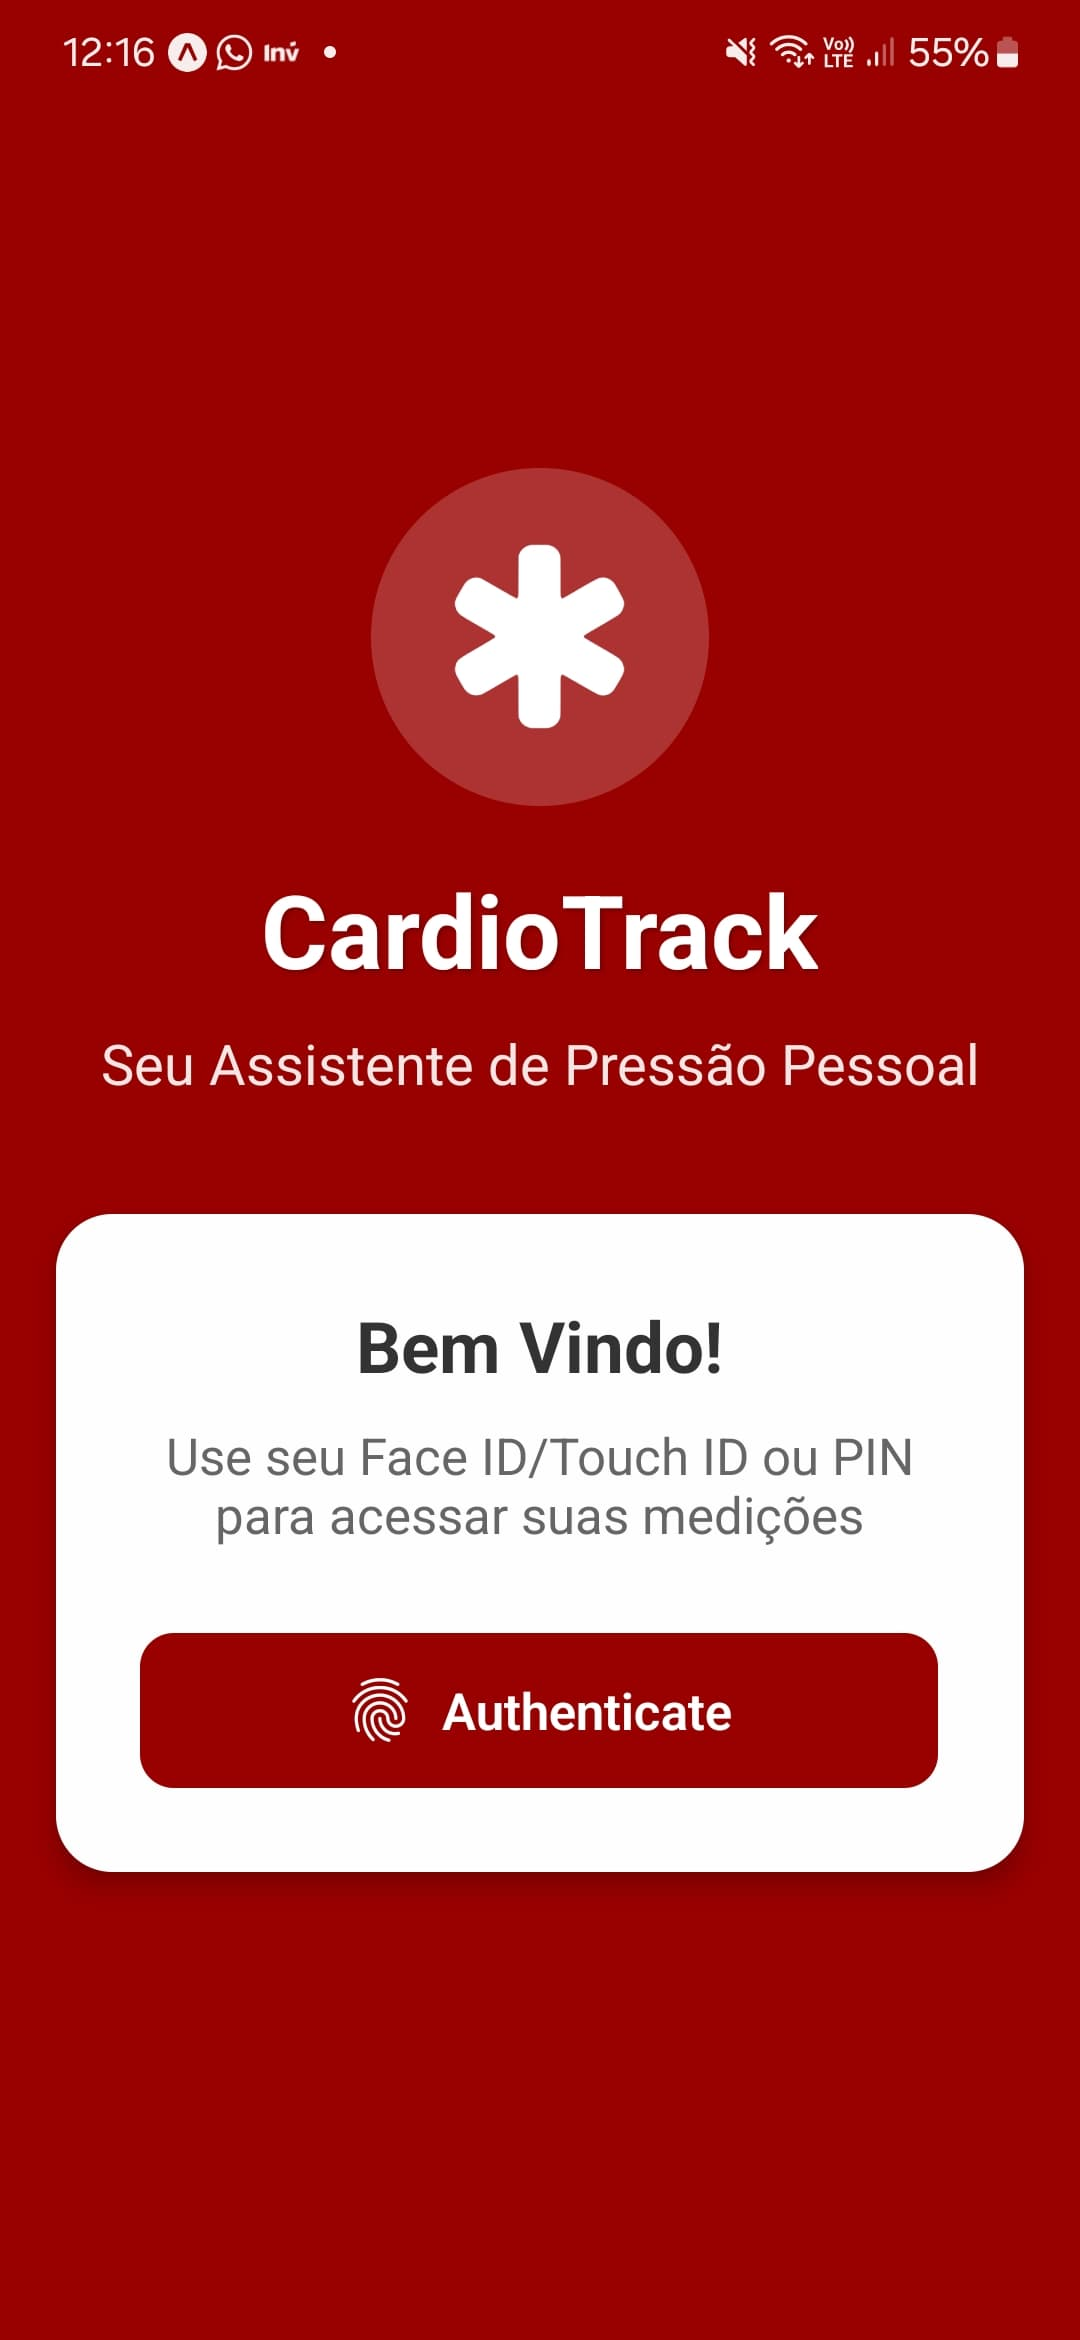 12:16 Inv Vo)) LTE 55%
CardioTrack
Seu Assistente de Pressão Pessoal
Bem Vindo!
Use seu Face ID/Touch ID ou PIN
para acessar suas medições
Authenticate